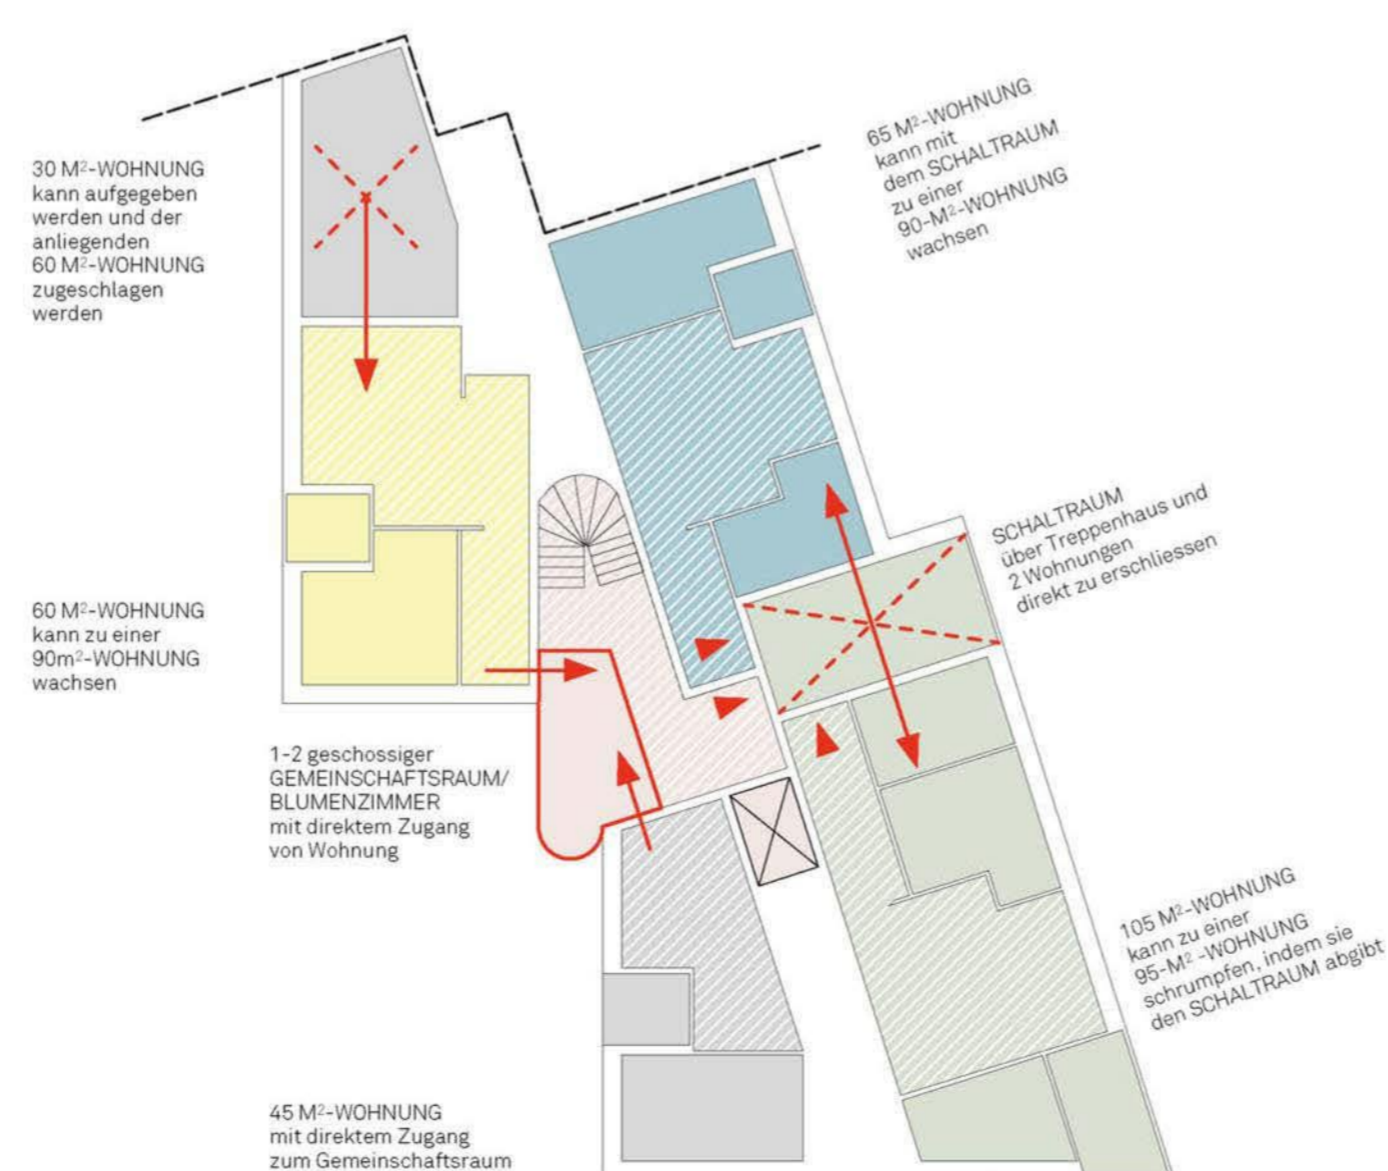 30 M²-WOHNUNG
kann aufgegeben
werden und der
anliegenden
60 M²-WOHNUNG
zugeschlagen
werden
65 M²-WOHNUNG
kann mit
dem SCHALTRAUM
zu einer
90-M²-WOHNUNG
wachsen
SCHALTRAUM
über Treppenhaus und
2 Wohnungen
direkt zu erschliessen
60 M²-WOHNUNG
kann zu einer
90m²-WOHNUNG
wachsen
1-2 geschossiger
GEMEINSCHAFTSRAUM/
BLUMENZIMMER
mit direktem Zugang
von Wohnung
105 M²-WOHNUNG
kann zu einer
95-M² -WOHNUNG
schrumpfen, indem sie
den SCHALTRAUM abgibt
45 M²-WOHNUNG
mit direktem Zugang
zum Gemeinschaftsraum